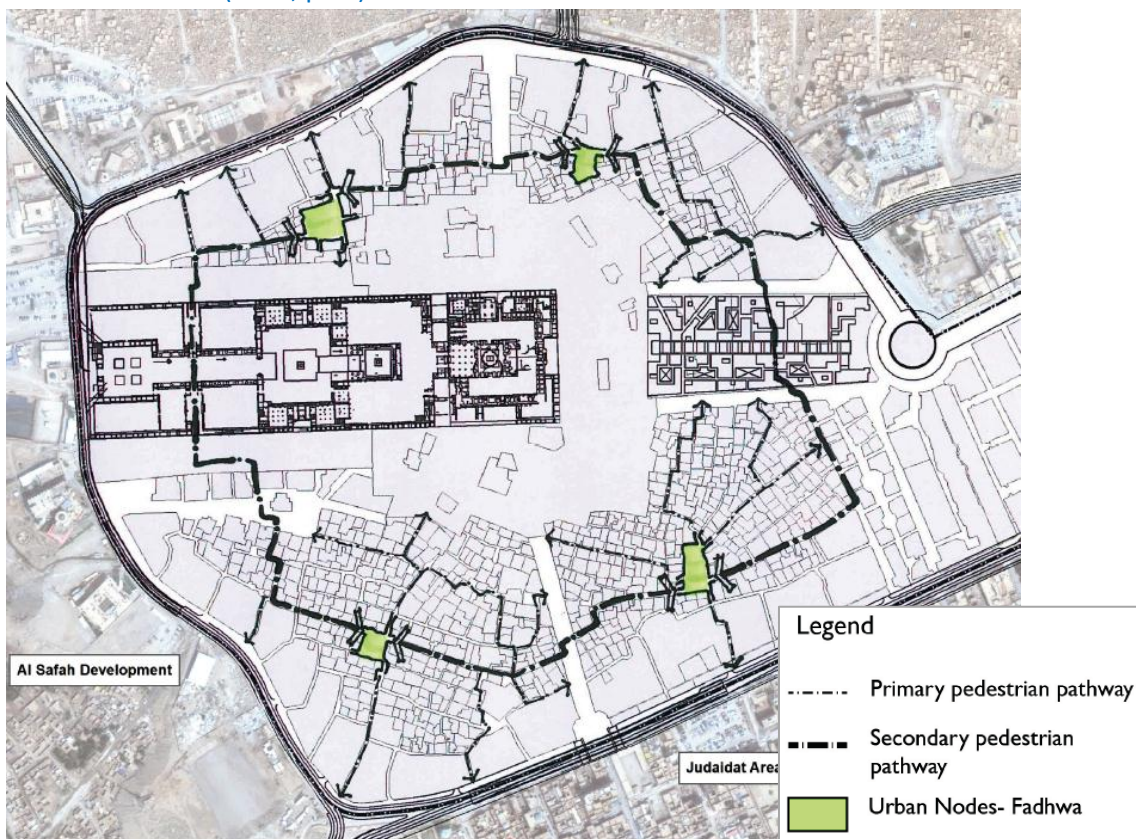 Al Safah Development
Judaidat Area
Legend
Primary pedestrian pathway
Secondary pedestrian
pathway
Urban Nodes- Fadhwa